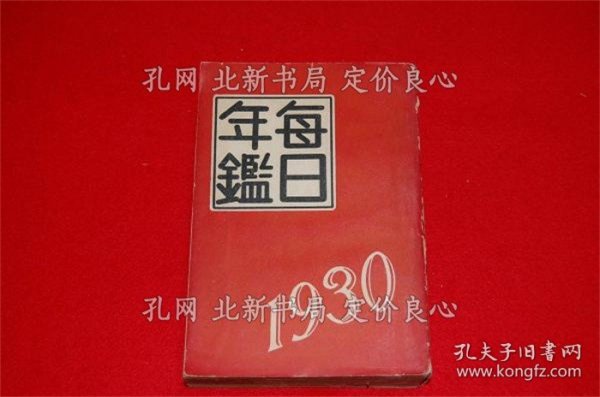 孔网 北新书局 定价良心
毎日
年鑑
1930
孔网 北新书局 定价良心
孔夫子旧書网
www.kongfz.com